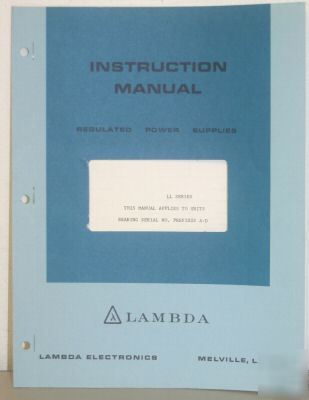 INSTRUCTION
MANUAL
REGULATED POWER SUPPLIES
LL SERIES
THIS MANUAL APPLIES TO UNITS
BEARING SERIAL NO. PREFIXES A-D
LAMBDA
LAMBDA ELECTRONICS MELVILLE, L